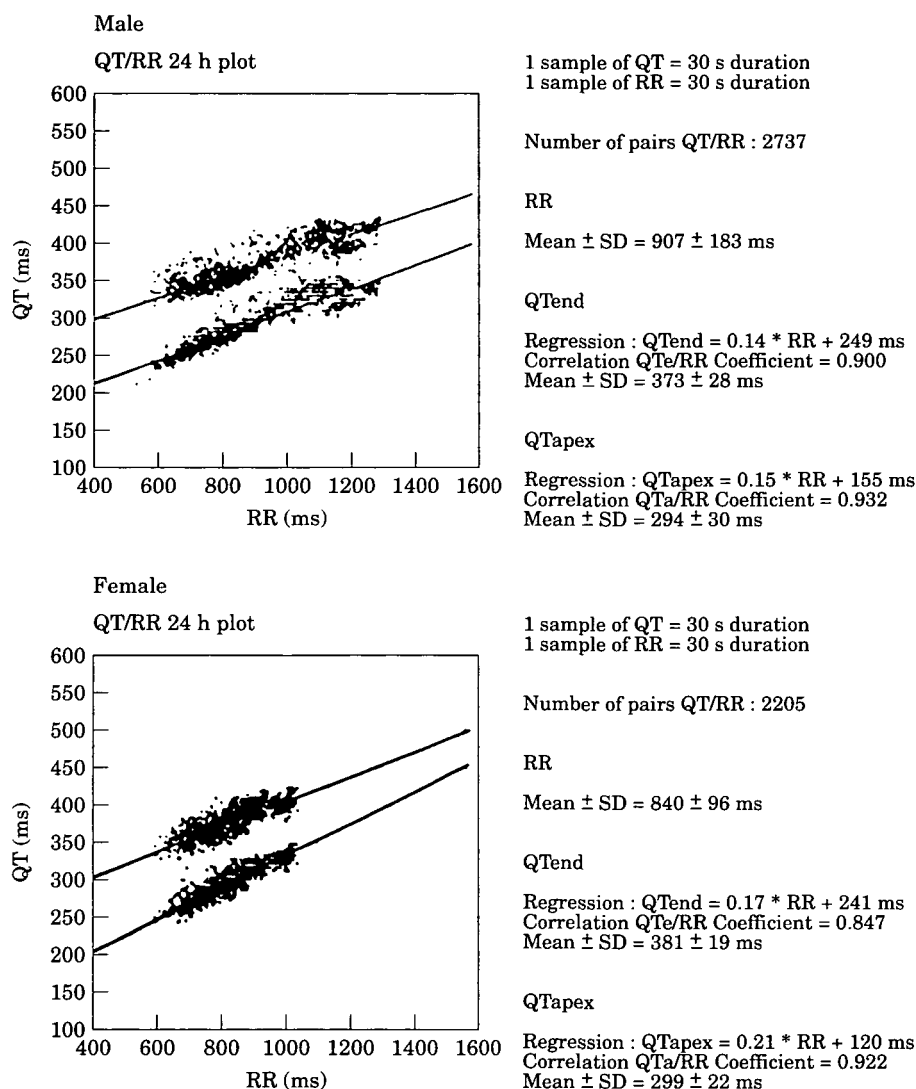 Male
QT/RR 24 h plot
600
550
500
450
400
350
300
250
200
150
100
QT (ms)
400 600 800 1000 1200 1400 1600
RR (ms)
1 sample of QT = 30 s duration
1 sample of RR = 30 s duration
Number of pairs QT/RR : 2737
RR
Mean ± SD = 907 ± 183 ms
QTend
Regression : QTend = 0.14 * RR + 249 ms
Correlation QTe/RR Coefficient = 0.900
Mean ± SD = 373 ± 28 ms
QTapex
Regression : QTapex = 0.15 * RR + 155 ms
Correlation QTa/RR Coefficient = 0.932
Mean ± SD = 294 ± 30 ms
Female
QT/RR 24 h plot
600
550
500
450
400
350
300
250
200
150
100
QT (ms)
400 600 800 1000 1200 1400 1600
RR (ms)
1 sample of QT = 30 s duration
1 sample of RR = 30 s duration
Number of pairs QT/RR : 2205
RR
Mean ± SD = 840 ± 96 ms
QTend
Regression : QTend = 0.17 * RR + 241 ms
Correlation QTe/RR Coefficient = 0.847
Mean ± SD = 381 ± 19 ms
QTapex
Regression : QTapex = 0.21 * RR + 120 ms
Correlation QTa/RR Coefficient = 0.922
Mean ± SD = 299 ± 22 ms